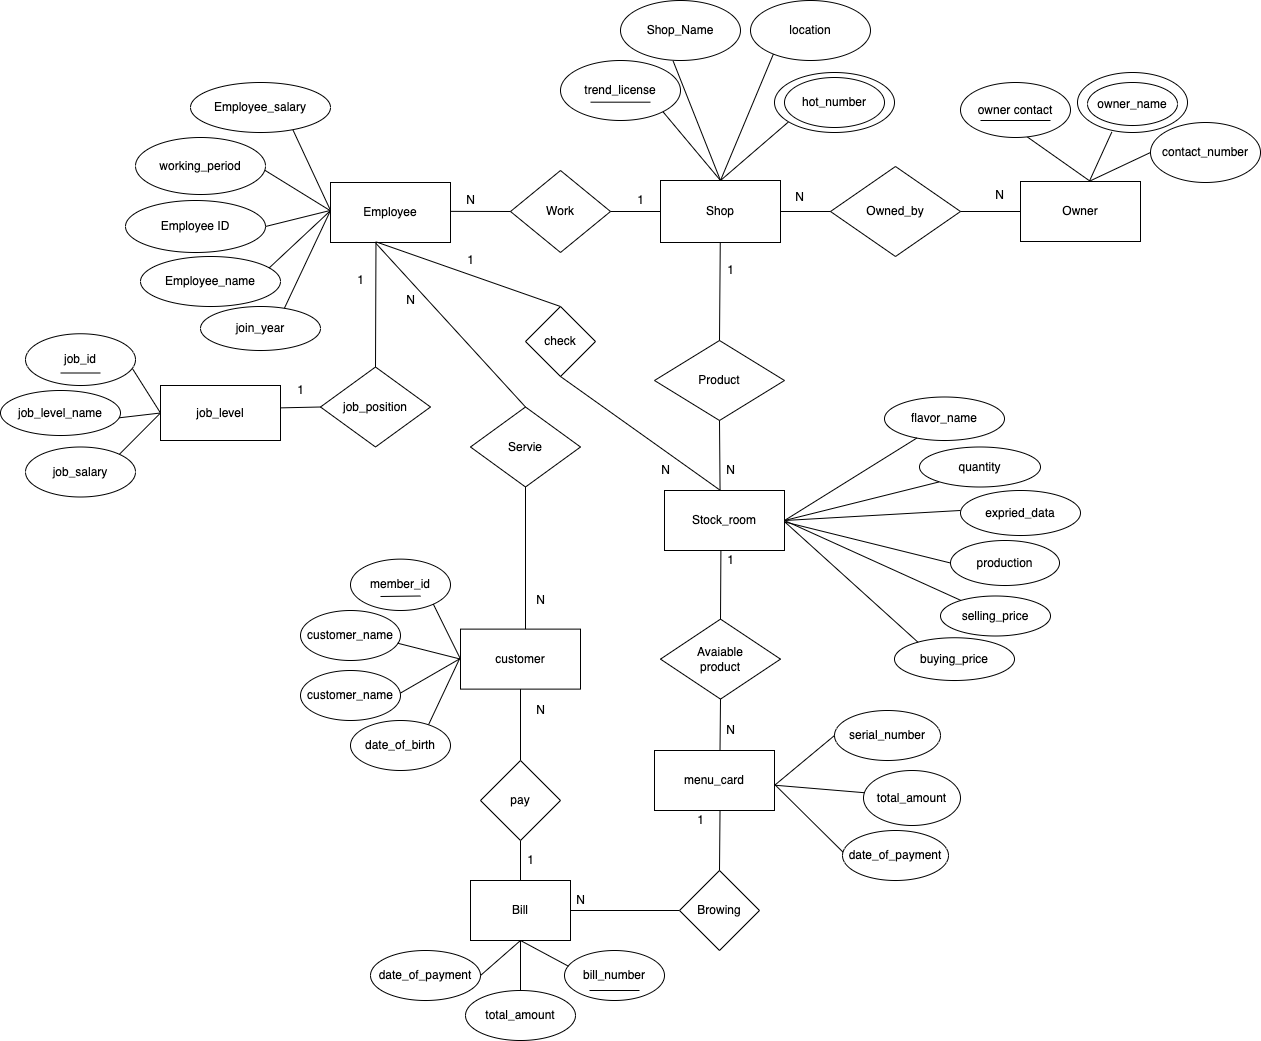 Shop_Name
location
trend_license
hot_number
owner contact
owner_name
contact_number
Employee_salary
working_period
Employee ID
Employee_name
join_year
Employee
N
Work
1
Shop
N
Owned_by
N
Owner
1
N
1
check
1
Product
job_id
job_level_name
job_salary
job_level
1
job_position
Servie
N
N
flavor_name
quantity
expried_data
production
selling_price
buying_price
Stock_room
1
member_id
customer_name
customer_name
date_of_birth
N
customer
N
Avaiable
product
N
serial_number
total_amount
date_of_payment
menu_card
1
pay
1
Bill
N
Browing
date_of_payment
total_amount
bill_number